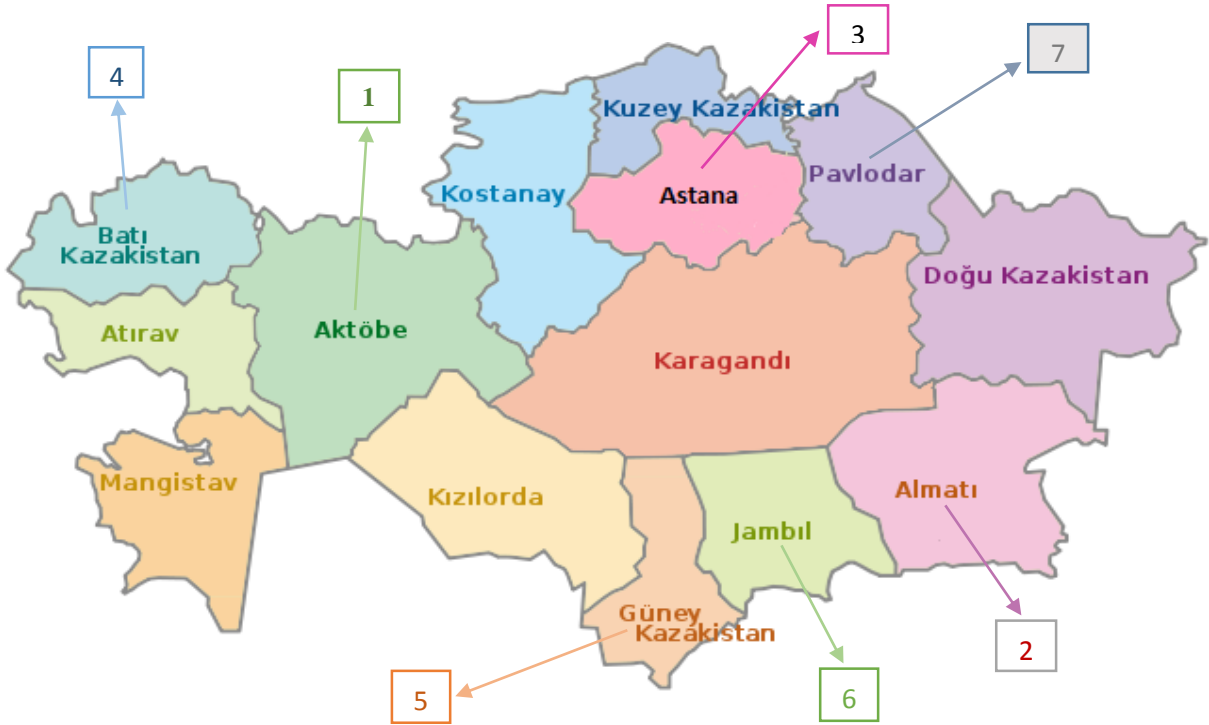 3
7
4
1
Kuzey Kazakistan
Pavlodar
Kostanay
Astana
Batı
Kazakistan
Doğu Kazakistan
Atırav
Aktöbe
Karagandı
Mangistav
Kızılorda
Almatı
Jambıl
Güney
Kazakistan
2
5
6